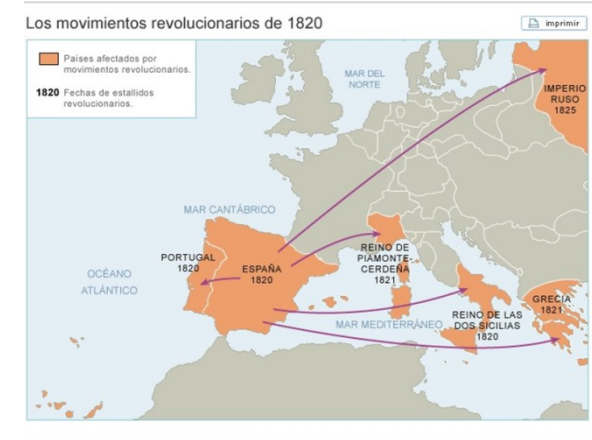 Los movimientos revolucionarios de 1820
imprimir
Países afectados por
movimientos revolucionarios.
1820 Fechas de estallidos
revolucionarios.
MAR DEL
NORTE
IMPERIO
RUSO
1825
MAR CANTÁBRICO
PORTUGAL
1820
ESPAÑA
1820
REINO DE
PIAMONTE-
CERDEÑA
1821
OCÉANO
ATLÁNTICO
GRECIA
1821
MAR MEDITERRÁNEO
REINO DE LAS
DOS SICILIAS
1820